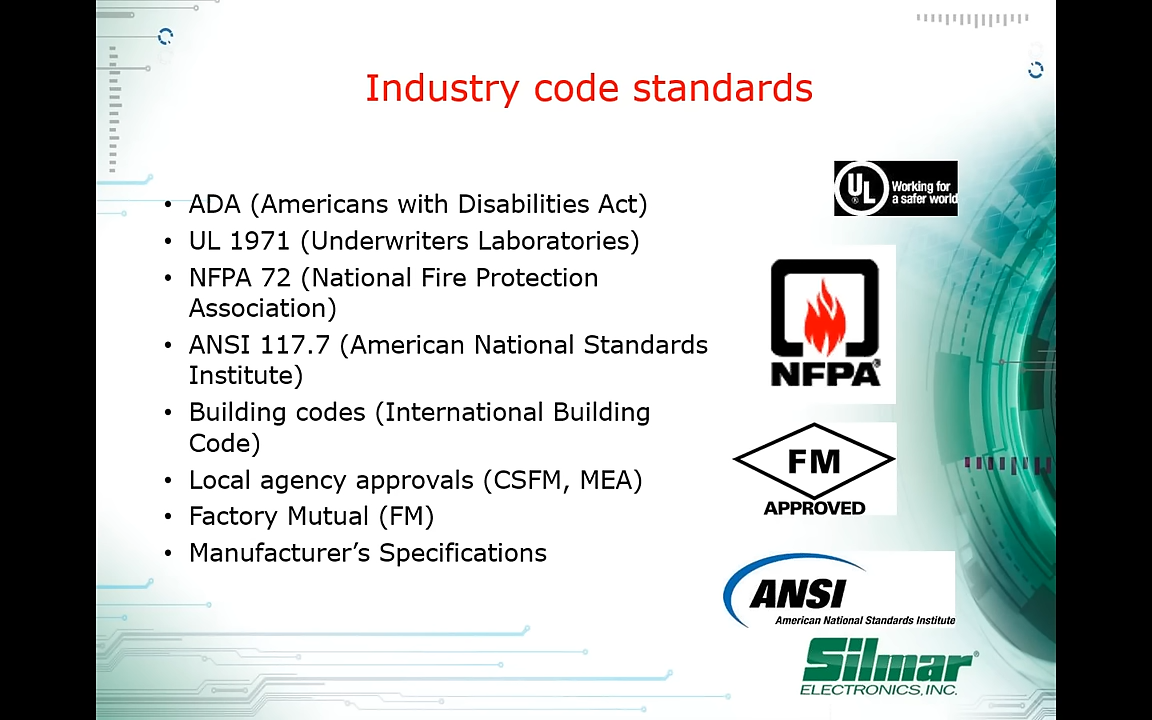 Industry code standards
• ADA (Americans with Disabilities Act)
• UL 1971 (Underwriters Laboratories)
• NFPA 72 (National Fire Protection
Association)
• ANSI 117.7 (American National Standards
Institute)
• Building codes (International Building
Code)
• Local agency approvals (CSFM, MEA)
• Factory Mutual (FM)
• Manufacturer’s Specifications
UL ® Working for
a safer world
NFPA®
FM
APPROVED
ANSI
American National Standards Institute
Silmar®
ELECTRONICS, INC.